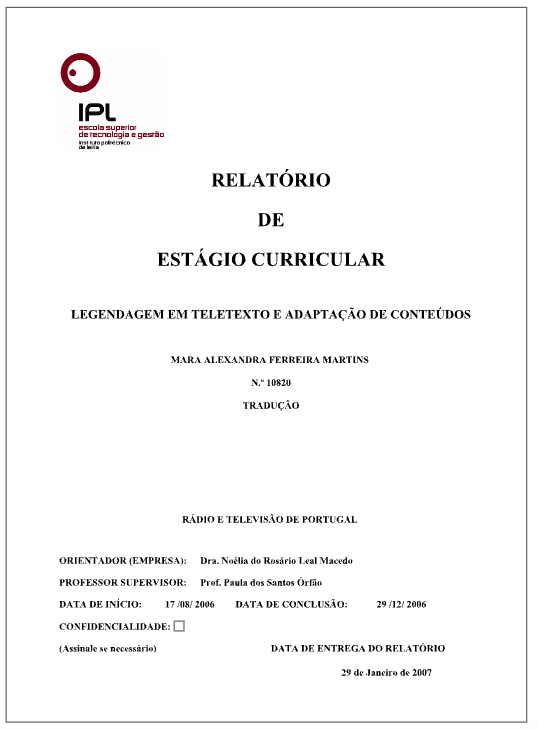 IPL
escola superior
de tecnologia e gestão
instituto politécnico
de leiria
RELATÓRIO
DE
ESTÁGIO CURRICULAR
LEGENDAGEM EM TELETEXTO E ADAPTAÇÃO DE CONTEÚDOS
MARA ALEXANDRA FERREIRA MARTINS
N.º 10820
TRADUÇÃO
RÁDIO E TELEVISÃO DE PORTUGAL
ORIENTADOR (EMPRESA): Dra. Noélia do Rosário Leal Macedo
PROFESSOR SUPERVISOR: Prof. Paula dos Santos Órfão
DATA DE INÍCIO: 17 /08/ 2006 DATA DE CONCLUSÃO: 29 /12/ 2006
CONFIDENCIALIDADE:
(Assinale se necessário) DATA DE ENTREGA DO RELATÓRIO
29 de Janeiro de 2007